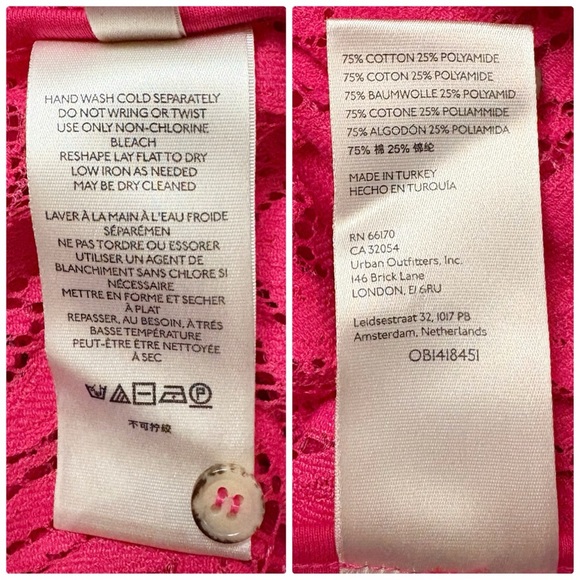 HAND WASH COLD SEPARATELY
DO NOT WRING OR TWIST
USE ONLY NON-CHLORINE
BLEACH
RESHAPE LAY FLAT TO DRY
LOW IRON AS NEEDED
MAY BE DRY CLEANED
LAVER À LA MAIN À L'EAU FROIDE
SÉPARÉMEN
NE PAS TORDRE OU ESSORER
UTILISER UN AGENT DE
BLANCHIMENT SANS CHLORE SI
NÉCESSAIRE
METTRE EN FORME ET SECHER
À PLAT
REPASSER, AU BESOIN, À TRÉS
BASSE TEMPÉRATURE
PEUT-ÊTRE ÊTRE NETTOYÉE
À SEC
P
不可拧绞
75% COTTON 25% POLYAMIDE
75% COTON 25% POLYAMIDE
75% BAUMWOLLE 25% POLYAMID
75% COTONE 25% POLIAMMIDE
75% ALGODÓN 25% POLIAMIDA
75% 棉 25% 锦纶
MADE IN TURKEY
HECHO EN TURQUÍA
RN 66170
CA 32054
Urban Outfitters, Inc.
146 Brick Lane
LONDON, E1 6RU
Leidsestraat 32, 1017 PB
Amsterdam, Netherlands
OB1418451